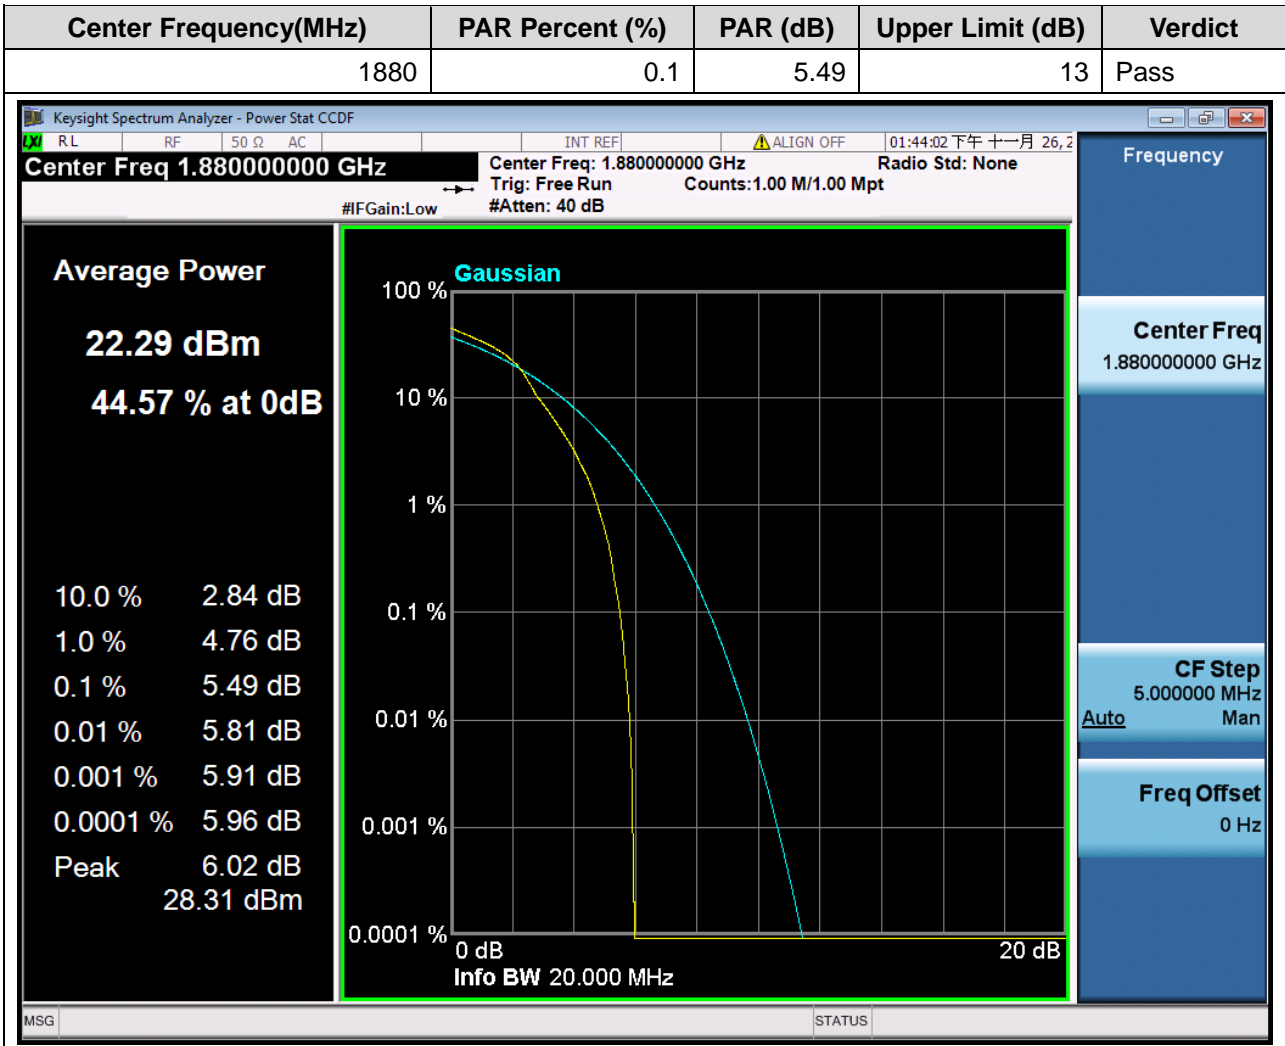 Center Frequency(MHz) PAR Percent (%) PAR (dB) Upper Limit (dB) Verdict
1880 0.1 5.49 13 Pass
Keysight Spectrum Analyzer - Power Stat CCDF
LXI RL RF 50 Ω AC INT REF ALIGN OFF 01:44:02 下午 十一月 26, 2
Center Freq 1.880000000 GHz
Center Freq: 1.880000000 GHz Radio Std: None
Trig: Free Run Counts:1.00 M/1.00 Mpt
#IFGain:Low #Atten: 40 dB
Average Power
22.29 dBm
44.57 % at 0dB
10.0 % 2.84 dB
1.0 % 4.76 dB
0.1 % 5.49 dB
0.01 % 5.81 dB
0.001 % 5.91 dB
0.0001 % 5.96 dB
Peak 6.02 dB
28.31 dBm
Gaussian
100 %
10 %
1 %
0.1 %
0.01 %
0.001 %
0.0001 %
0 dB 20 dB
Info BW 20.000 MHz
Frequency
Center Freq
1.880000000 GHz
CF Step
5.000000 MHz
Auto Man
Freq Offset
0 Hz
MSG STATUS